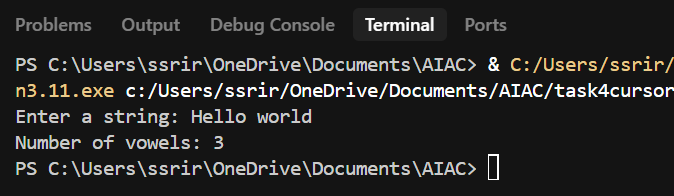 Problems Output Debug Console Terminal Ports
PS C:\Users\ssrir\OneDrive\Documents\AIAC> & C:/Users/ssrir/
n3.11.exe c:/Users/ssrir/OneDrive/Documents/AIAC/task4cursor
Enter a string: Hello world
Number of vowels: 3
PS C:\Users\ssrir\OneDrive\Documents\AIAC>